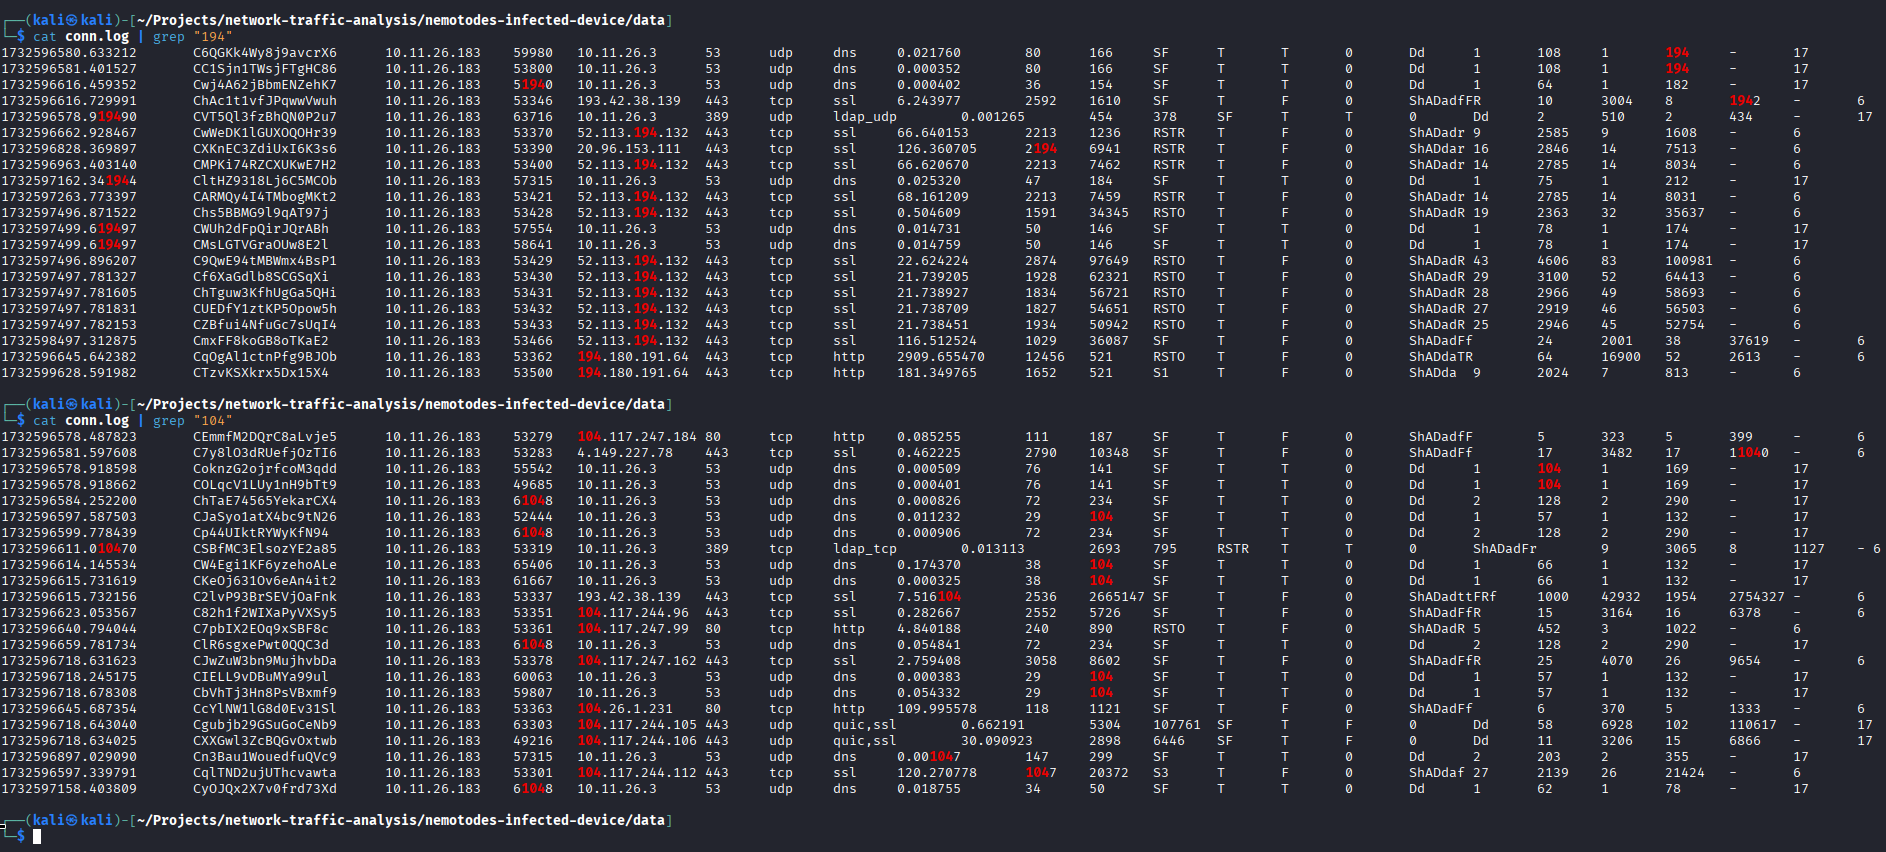 ┌──(kali㉿kali)-[~/Projects/network-traffic-analysis/nemotodes-infected-device/data]
└─$ cat conn.log | grep "194"
1732596580.633212 C6QGKk4Wy8j9avcrX6 10.11.26.183 59980 10.11.26.3 53 udp dns 0.021760 80 166 SF T T 0 Dd 1 108 1 194 - 17
1732596581.401527 CC1Sjn1TWsjFTgHC86 10.11.26.183 53800 10.11.26.3 53 udp dns 0.000352 80 166 SF T T 0 Dd 1 108 1 194 - 17
1732596616.459352 Cwj4A62jBbmENZehK7 10.11.26.183 51940 10.11.26.3 53 udp dns 0.000402 36 154 SF T T 0 Dd 1 64 1 182 - 17
1732596616.729991 ChAc1t1vfJPqwwVwuh 10.11.26.183 53346 193.42.38.139 443 tcp ssl 6.243977 2592 1610 SF T F 0 ShADadfFR 10 3004 8 1942 - 6
1732596578.919490 CVT5Ql3fzBhQN0P2u7 10.11.26.183 63716 10.11.26.3 389 udp ldap_udp 0.001265 454 378 SF T T 0 Dd 2 510 2 434 - 17
1732596662.928467 CwWeDK1lGUXOQOHr39 10.11.26.183 53370 52.113.194.132 443 tcp ssl 66.640153 2213 1236 RSTR T F 0 ShADadr 9 2585 9 1608 - 6
1732596828.369897 CXKnEC3ZdiUxI6K3s6 10.11.26.183 53390 20.96.153.111 443 tcp ssl 126.360705 2194 6941 RSTR T F 0 ShADdar 16 2846 14 7513 - 6
1732596963.403140 CMPKi74RZCXUKwE7H2 10.11.26.183 53400 52.113.194.132 443 tcp ssl 66.620670 2213 7462 RSTR T F 0 ShADadr 14 2785 14 8034 - 6
1732597162.341944 CltHZ9318Lj6C5MCOb 10.11.26.183 57315 10.11.26.3 53 udp dns 0.025320 47 184 SF T T 0 Dd 1 75 1 212 - 17
1732597263.773397 CARMQy4I4TMbogMKt2 10.11.26.183 53421 52.113.194.132 443 tcp ssl 68.161209 2213 7459 RSTR T F 0 ShADadr 14 2785 14 8031 - 6
1732597496.871522 Chs5BBMG9l9qAT97j 10.11.26.183 53428 52.113.194.132 443 tcp ssl 0.504609 1591 34345 RSTO T F 0 ShADadR 19 2363 32 35637 - 6
1732597499.619497 CWUh2dFpQirJQrABh 10.11.26.183 57554 10.11.26.3 53 udp dns 0.014731 50 146 SF T T 0 Dd 1 78 1 174 - 17
1732597499.619497 CMsLGTVGraOUw8E2l 10.11.26.183 58641 10.11.26.3 53 udp dns 0.014759 50 146 SF T T 0 Dd 1 78 1 174 - 17
1732597496.896207 C9QwE94tMBWmx4BsP1 10.11.26.183 53429 52.113.194.132 443 tcp ssl 22.624224 2874 97649 RSTO T F 0 ShADadR 43 4606 83 100981 - 6
1732597497.781327 Cf6XaGdlb8SCGSqXi 10.11.26.183 53430 52.113.194.132 443 tcp ssl 21.739205 1928 62321 RSTO T F 0 ShADadR 29 3100 52 64413 - 6
1732597497.781605 ChTguw3KfhUgGa5QHi 10.11.26.183 53431 52.113.194.132 443 tcp ssl 21.738927 1834 56721 RSTO T F 0 ShADadR 28 2966 49 58693 - 6
1732597497.781831 CUEDfY1ztKP5Opow5h 10.11.26.183 53432 52.113.194.132 443 tcp ssl 21.738709 1827 54651 RSTO T F 0 ShADadR 27 2919 46 56503 - 6
1732597497.782153 CZBfui4NfuGc7sUqI4 10.11.26.183 53433 52.113.194.132 443 tcp ssl 21.738451 1934 50942 RSTO T F 0 ShADadR 25 2946 45 52754 - 6
1732598497.312875 CmxFF8koGB8oTKaE2 10.11.26.183 53466 52.113.194.132 443 tcp ssl 116.512524 1029 36087 SF T F 0 ShADadFf 24 2001 38 37619 - 6
1732596645.642382 CqOgAl1ctnPfg9BJOb 10.11.26.183 53362 194.180.191.64 443 tcp http 2909.655470 12456 521 RSTO T F 0 ShADdaTR 64 16900 52 2613 - 6
1732599628.591982 CTzvKSXkrx5Dx15X4 10.11.26.183 53500 194.180.191.64 443 tcp http 181.349765 1652 521 S1 T F 0 ShADda 9 2024 7 813 - 6
┌──(kali㉿kali)-[~/Projects/network-traffic-analysis/nemotodes-infected-device/data]
└─$ cat conn.log | grep "104"
1732596578.487823 CEmmfM2DQrC8aLvje5 10.11.26.183 53279 104.117.247.184 80 tcp http 0.085255 111 187 SF T F 0 ShADadfF 5 323 5 399 - 6
1732596581.597608 C7y8lO3dRUefjOzTI6 10.11.26.183 53283 4.149.227.78 443 tcp ssl 0.462225 2790 10348 SF T F 0 ShADadFf 17 3482 17 11040 - 6
1732596578.918598 CoknzG2ojrfcoM3qdd 10.11.26.183 55542 10.11.26.3 53 udp dns 0.000509 76 141 SF T T 0 Dd 1 104 1 169 - 17
1732596578.918662 COLqcV1LUy1nH9bTt9 10.11.26.183 49685 10.11.26.3 53 udp dns 0.000401 76 141 SF T T 0 Dd 1 104 1 169 - 17
1732596584.252200 ChTaE74565YekarCX4 10.11.26.183 61048 10.11.26.3 53 udp dns 0.000826 72 234 SF T T 0 Dd 2 128 2 290 - 17
1732596597.587503 CJaSyo1atX4bc9tN26 10.11.26.183 52444 10.11.26.3 53 udp dns 0.011232 29 104 SF T T 0 Dd 1 57 1 132 - 17
1732596599.778439 Cp44UIktRYWyKfN94 10.11.26.183 61048 10.11.26.3 53 udp dns 0.000906 72 234 SF T T 0 Dd 2 128 2 290 - 17
1732596611.010470 CSBfMC3ElsozYE2a85 10.11.26.183 53319 10.11.26.3 389 tcp ldap_tcp 0.013113 2693 795 RSTR T T 0 ShADadFr 9 3065 8 1127 - 6
1732596614.145534 CW4Egi1KF6yzehoALe 10.11.26.183 65406 10.11.26.3 53 udp dns 0.174370 38 104 SF T T 0 Dd 1 66 1 132 - 17
1732596615.731619 CKeOj631Ov6eAn4it2 10.11.26.183 61667 10.11.26.3 53 udp dns 0.000325 38 104 SF T T 0 Dd 1 66 1 132 - 17
1732596615.732156 C2lvP93BrSEVjOaFnk 10.11.26.183 53337 193.42.38.139 443 tcp ssl 7.516104 2536 2665147 SF T F 0 ShADadttFRf 1000 42932 1954 2754327 - 6
1732596623.053567 C82h1f2WIXaPyVXSy5 10.11.26.183 53351 104.117.244.96 443 tcp ssl 0.282667 2552 5726 SF T F 0 ShADadFfR 15 3164 16 6378 - 6
1732596640.794044 C7pbIX2EOq9xSBF8c 10.11.26.183 53361 104.117.247.99 80 tcp http 4.840188 240 890 RSTO T F 0 ShADadR 5 452 3 1022 - 6
1732596659.781734 ClR6sgxePwt0QQC3d 10.11.26.183 61048 10.11.26.3 53 udp dns 0.054841 72 234 SF T T 0 Dd 2 128 2 290 - 17
1732596718.631623 CJwZuW3bn9MujhvbDa 10.11.26.183 53378 104.117.247.162 443 tcp ssl 2.759408 3058 8602 SF T F 0 ShADadFfR 25 4070 26 9654 - 6
1732596718.245175 CIELL9vDBuMYa99ul 10.11.26.183 60063 10.11.26.3 53 udp dns 0.000383 29 104 SF T T 0 Dd 1 57 1 132 - 17
1732596718.678308 CbVhTj3Hn8PsVBxmf9 10.11.26.183 59807 10.11.26.3 53 udp dns 0.054332 29 104 SF T T 0 Dd 1 57 1 132 - 17
1732596645.687354 CcYlNW1lG8d0Ev31Sl 10.11.26.183 53363 104.26.1.231 80 tcp http 109.995578 118 1121 SF T F 0 ShADadFf 6 370 5 1333 - 6
1732596718.643040 Cgubjb29GSuGoCeNb9 10.11.26.183 63303 104.117.244.105 443 udp quic,ssl 0.662191 5304 107761 SF T F 0 Dd 58 6928 102 110617 - 17
1732596718.634025 CXXGwl3ZcBQGvOxtwb 10.11.26.183 49216 104.117.244.106 443 udp quic,ssl 30.090923 2898 6446 SF T F 0 Dd 11 3206 15 6866 - 17
1732596897.029090 Cn3Bau1WouedfuQVc9 10.11.26.183 57315 10.11.26.3 53 udp dns 0.001047 147 299 SF T T 0 Dd 2 203 2 355 - 17
1732596597.339791 CqlTND2ujUThcvawta 10.11.26.183 53301 104.117.244.112 443 tcp ssl 120.270778 1047 20372 S3 T F 0 ShADdaf 27 2139 26 21424 - 6
1732597158.403809 CyOJQx2X7v0frd73Xd 10.11.26.183 61048 10.11.26.3 53 udp dns 0.018755 34 50 SF T T 0 Dd 1 62 1 78 - 17
┌──(kali㉿kali)-[~/Projects/network-traffic-analysis/nemotodes-infected-device/data]
└─$